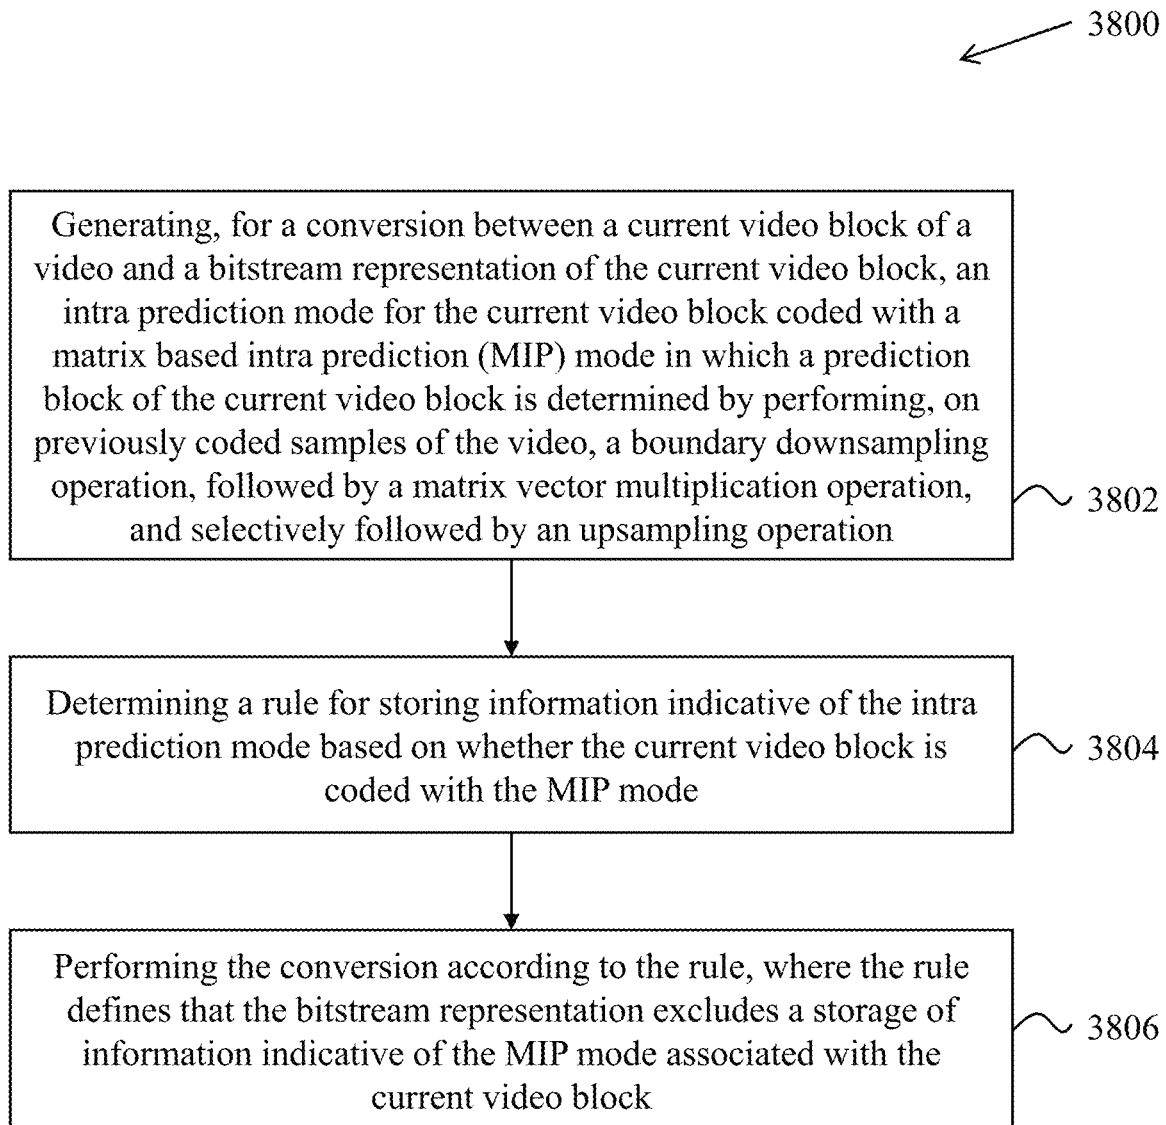 3800
Generating, for a conversion between a current video block of a
video and a bitstream representation of the current video block, an
intra prediction mode for the current video block coded with a
matrix based intra prediction (MIP) mode in which a prediction
block of the current video block is determined by performing, on
previously coded samples of the video, a boundary downsampling
operation, followed by a matrix vector multiplication operation,
and selectively followed by an upsampling operation
3802
Determining a rule for storing information indicative of the intra
prediction mode based on whether the current video block is
coded with the MIP mode
3804
Performing the conversion according to the rule, where the rule
defines that the bitstream representation excludes a storage of
information indicative of the MIP mode associated with the
current video block
3806